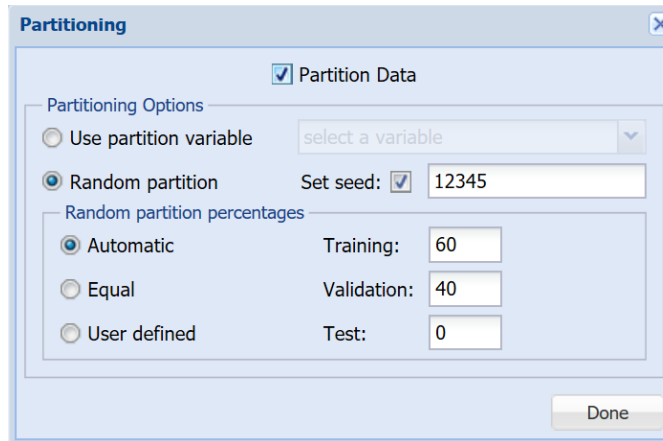 Partitioning
Partition Data
Partitioning Options
Use partition variable select a variable
Random partition Set seed: 12345
Random partition percentages
Automatic Training: 60
Equal Validation: 40
User defined Test: 0
Done